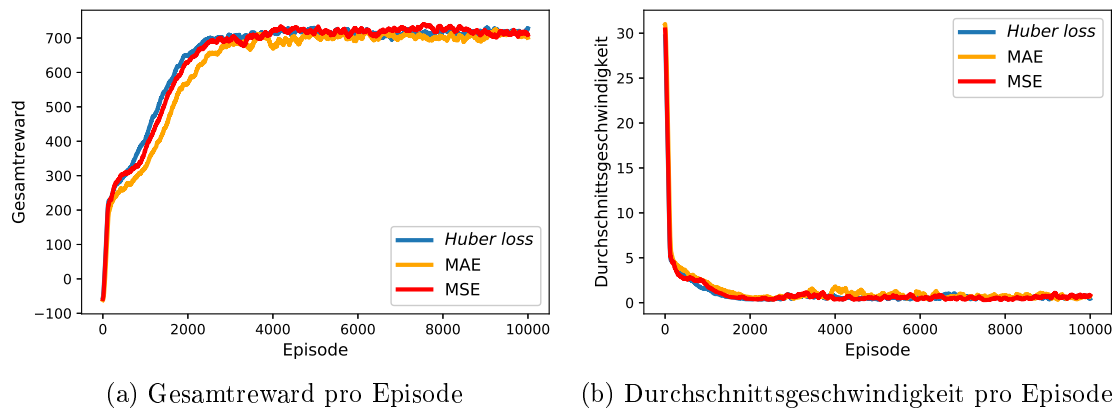 700
600
500
400
300
200
100
0
−100
Gesamtreward
0
2000
4000
6000
8000
10000
Episode
Huber loss
MAE
MSE
(a) Gesamtreward pro Episode
30
25
20
15
10
5
0
Durchschnittsgeschwindigkeit
0
2000
4000
6000
8000
10000
Episode
Huber loss
MAE
MSE
(b) Durchschnittsgeschwindigkeit pro Episode